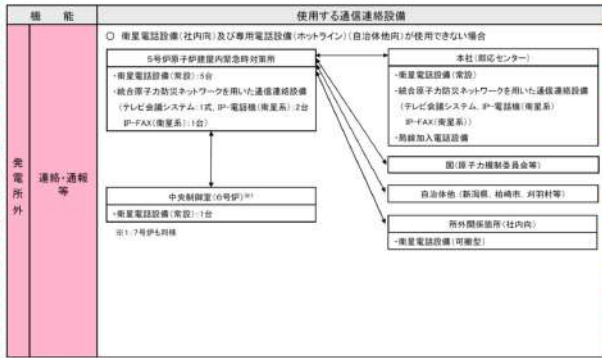 機　能
使用する通信連絡設備
発電所外
連絡・通報等
○ 衛星電話設備(社内向)及び専用電話設備(ホットライン)(自治体他向)が使用できない場合
5号炉原子炉建屋内緊急時対策所
・衛星電話設備(常設):5台
・統合原子力防災ネットワークを用いた通信連絡設備
(テレビ会議システム:1式, IP-電話機(衛星系):2台
IP-FAX(衛星系):1台)
本社(即応センター)
・衛星電話設備(常設)
・統合原子力防災ネットワークを用いた通信連絡設備
(テレビ会議システム, IP-電話機(衛星系)
IP-FAX(衛星系))
・局線加入電話設備
国(原子力規制委員会等)
自治体他(新潟県, 柏崎市, 刈羽村等)
中央制御室(6号炉)※1
・衛星電話設備(常設):1台
※1:7号炉も同様
所外関係箇所(社内向)
・衛星電話設備(可搬型)